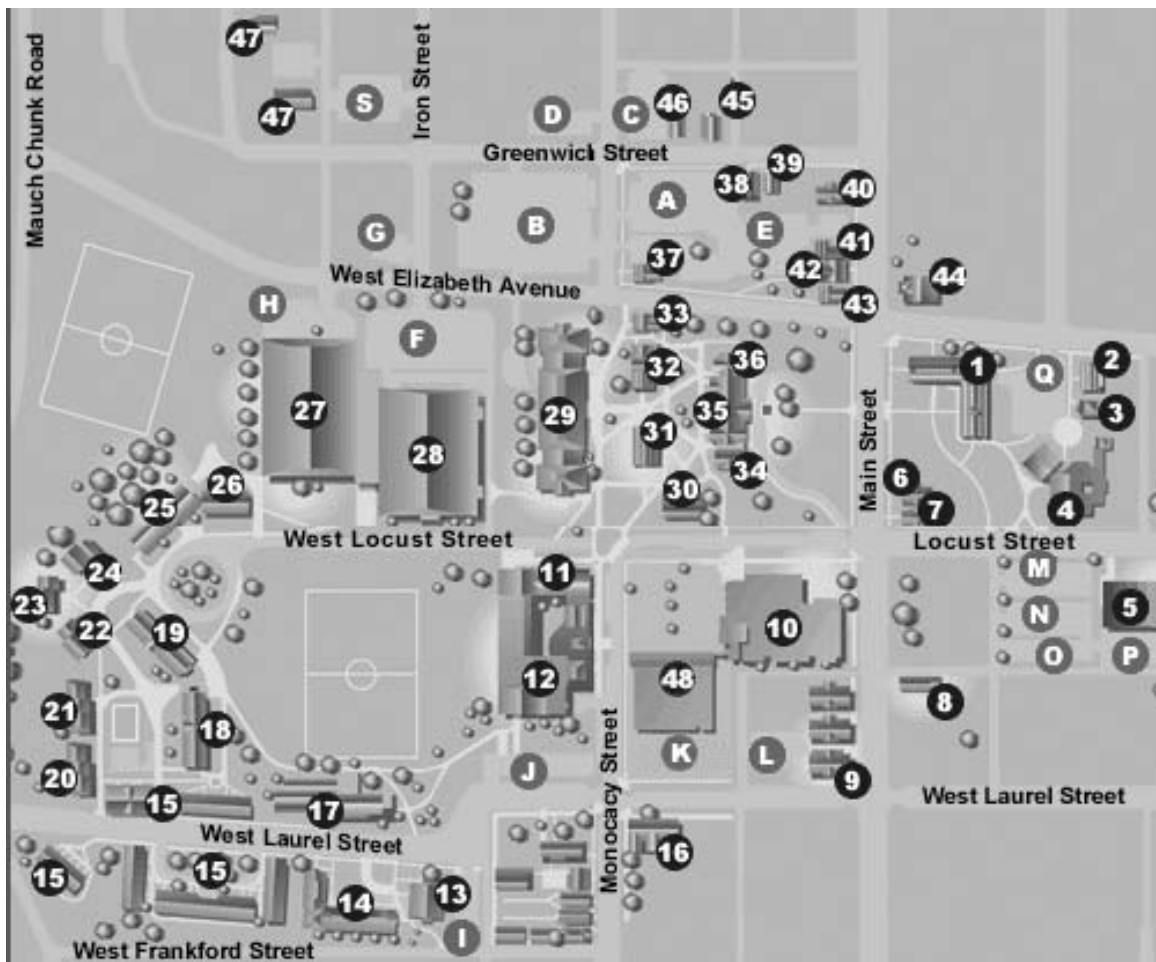 47
45
46
S
D
C
Mauch Chunk Road
Iron Street
47
Greenwich Street
39
38
40
A
B
E
G
41
37
42
West Elizabeth Avenue
44
43
H
33
F
32
36
1
Q
2
27
29
35
3
31
28
34
Main Street
26
6
25
30
7
4
West Locust Street
Locust Street
24
11
M
23
5
22
19
10
N
O
P
12
48
8
21
18
Monocacy Street
K
L
20
J
9
15
17
West Laurel Street
West Laurel Street
16
15
15
14
13
I
West Frankford Street